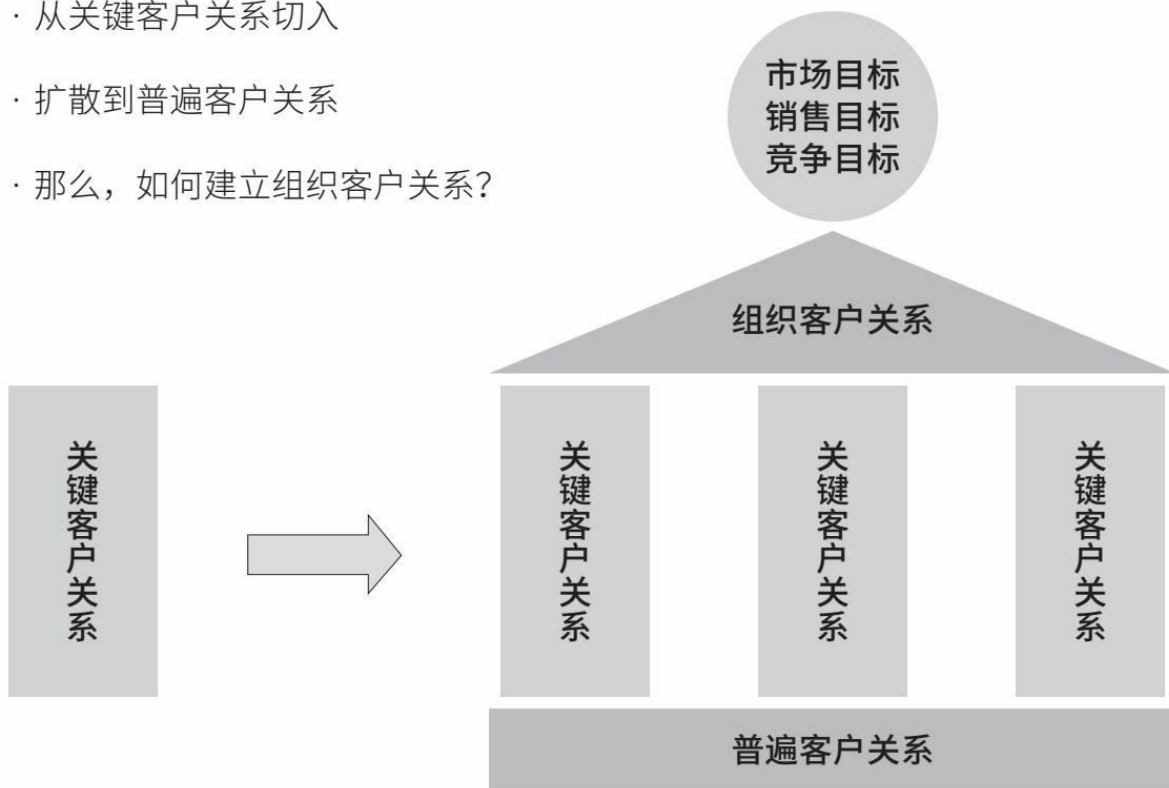 · 从关键客户关系切入
· 扩散到普遍客户关系
· 那么，如何建立组织客户关系？
市场目标
销售目标
竞争目标
组织客户关系
关键客户关系
关键客户关系
关键客户关系
关键客户关系
普遍客户关系